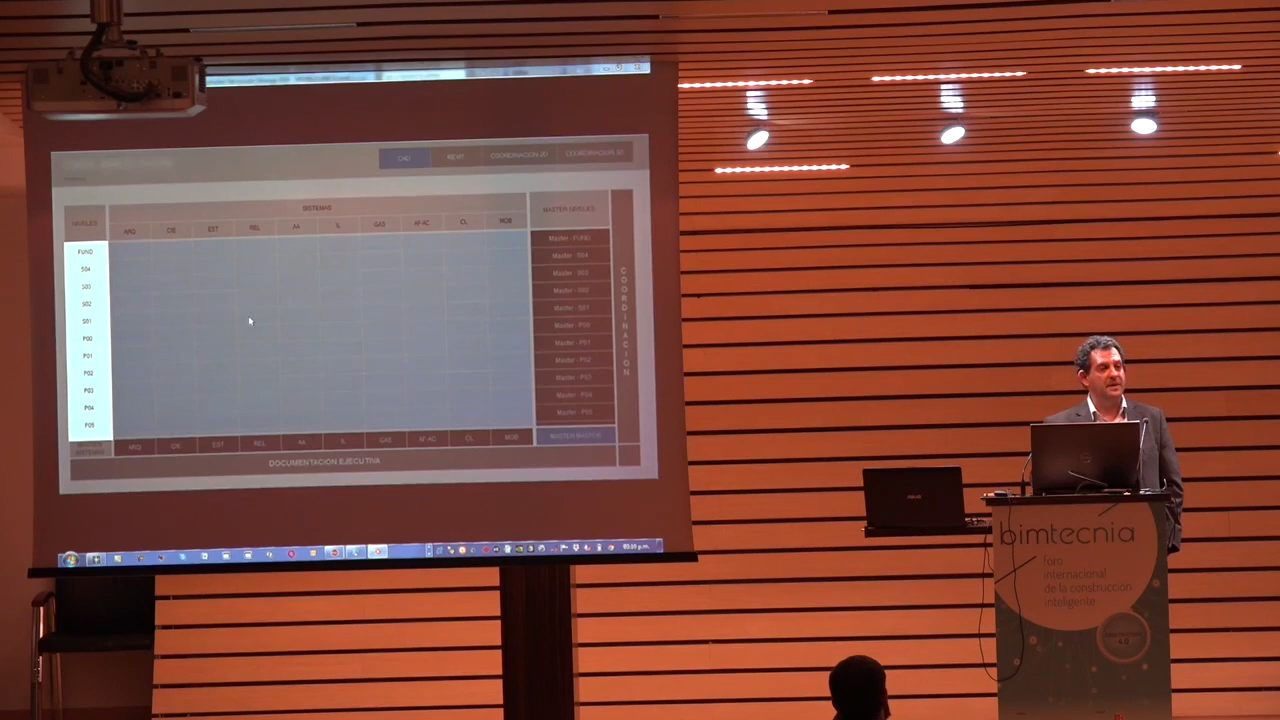 CAD REVIT COORDINACION 2D COORDINACION 3D
NIVELES SISTEMAS MASTER NIVELES
ARQ CIE EST REL AA IL GAS AF-AC CL MOB
FUND Master - FUND
S04 Master - S04
S03 Master - S03
S02 Master - S02
S01 Master - S01
P00 Master - P00
P01 Master - P01
P02 Master - P02
P03 Master - P03
P04 Master - P04
P05 Master - P05
COORDINACION
ARQ CIE EST REL AA IL GAS AF-AC CL MOB MASTER MASTER
DOCUMENTACION EJECUTIVA
bimtecnia
foro
internacional
de la construccion
inteligente